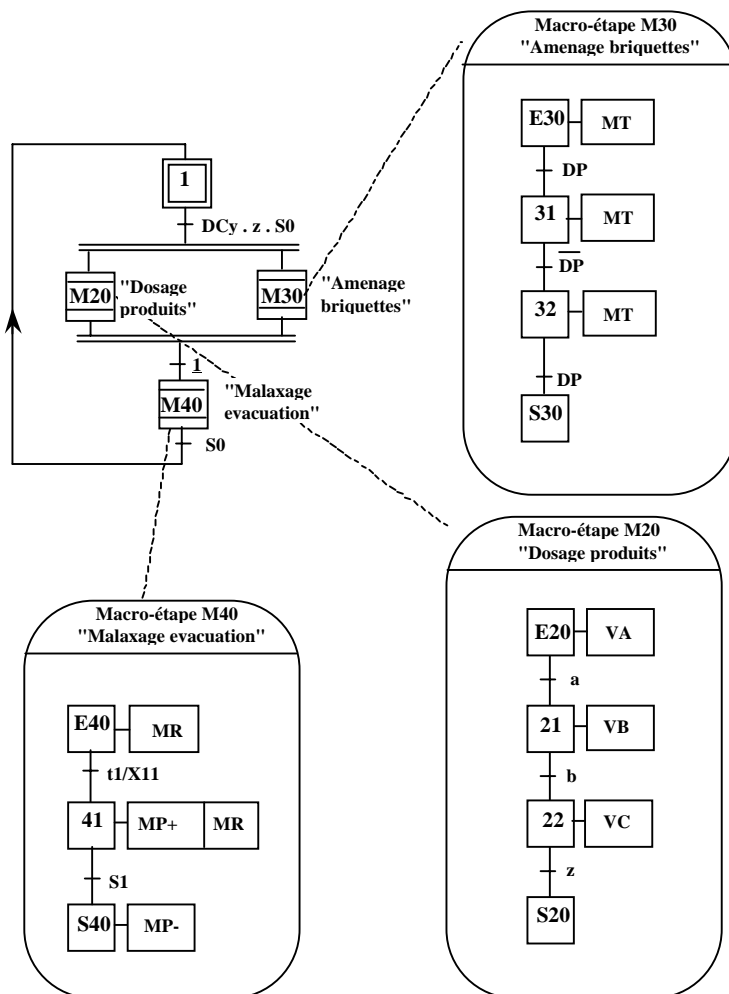 Macro-étape M30
"Amenage briquettes"
E30
MT
DP
31
MT
DP
32
MT
DP
S30
1
DCy . z . S0
M20
"Dosage
produits"
M30
"Amenage
briquettes"
1
M40
"Malaxage
evacuation"
S0
Macro-étape M20
"Dosage produits"
E20
VA
a
21
VB
b
22
VC
z
S20
Macro-étape M40
"Malaxage evacuation"
E40
MR
t1/X11
41
MP+
MR
S1
S40
MP-